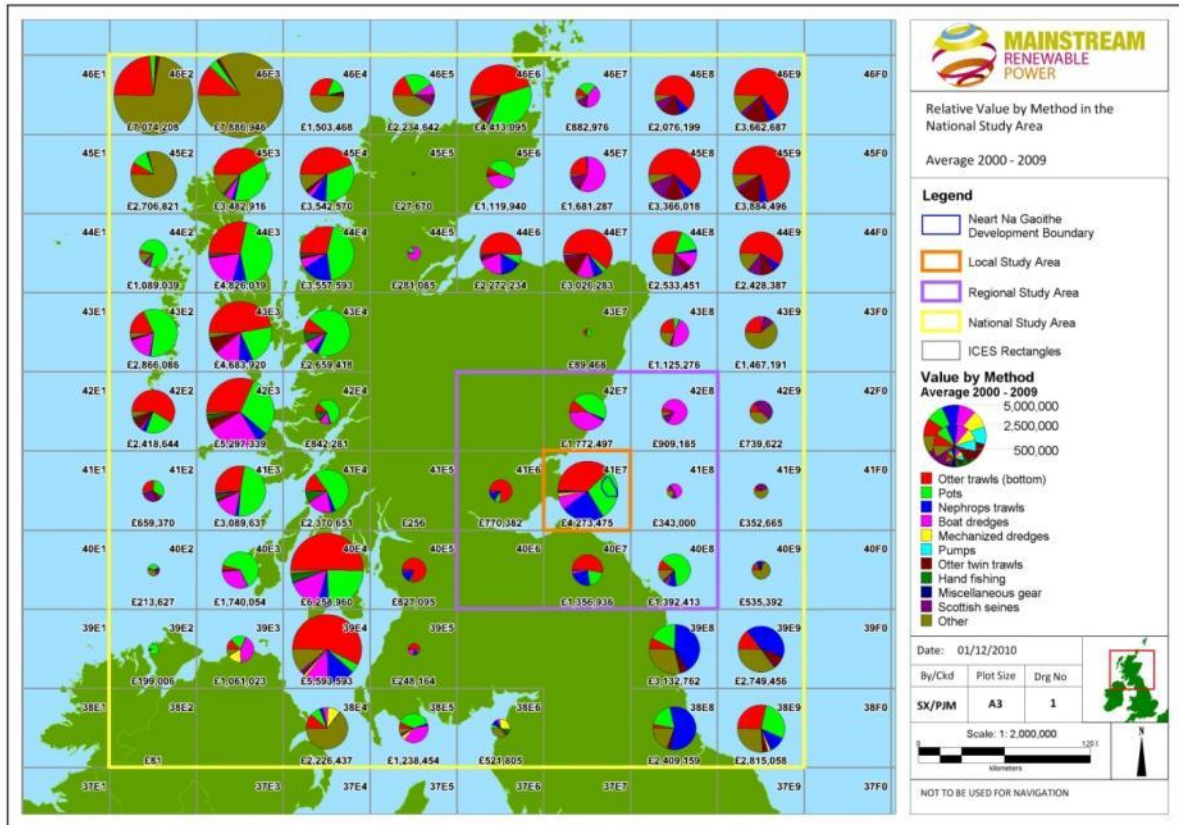 46E1 46E2 46E3 46E4 46E5 46E6 46E7 46E8 46E9 46F0
£7,074,208 £7,886,946 £1,503,468 £2,234,642 £4,413,095 £882,976 £2,076,199 £3,662,687
45E1 45E2 45E3 45E4 45E5 45E6 45E7 45E8 45E9 45F0
£2,706,821 £3,482,916 £3,542,570 £27,670 £1,119,940 £1,681,287 £3,366,018 £3,884,496
44E1 44E2 44E3 44E4 44E5 44E6 44E7 44E8 44E9 44F0
£1,089,039 £4,826,019 £3,557,593 £281,085 £2,272,234 £3,026,283 £2,533,451 £2,428,387
43E1 43E2 43E3 43E4 43E7 43E8 43E9 43F0
£2,866,086 £4,683,920 £2,659,418 £89,468 £1,125,276 £1,467,191
42E1 42E2 42E3 42E4 42E7 42E8 42E9 42F0
£2,418,644 £5,297,339 £842,281 £1,772,497 £909,185 £739,622
41E1 41E2 41E3 41E4 41E5 41E6 41E7 41E8 41E9 41F0
£659,370 £3,089,637 £2,370,651 £256 £770,382 £4,273,475 £343,000 £352,665
40E1 40E2 40E3 40E4 40E5 40E7 40E8 40E9 40F0
£213,627 £1,740,054 £6,258,960 £827,095 £1,356,936 £1,392,413 £535,392
39E1 39E2 39E3 39E4 39E5 39E8 39E9 39F0
£199,006 £1,061,023 £5,593,593 £248,164 £3,132,762 £2,749,456
38E1 38E2 38E4 38E5 38E6 38E8 38E9 38F0
£81 £2,226,437 £1,238,454 £521,805 £2,409,159 £2,815,058
37E1 37E2 37E3 37E4 37E5 37E6 37E7 37E9 37F0
MAINSTREAM
RENEWABLE
POWER
Relative Value by Method in the
National Study Area
Average 2000 - 2009
Legend
Neart Na Gaoithe
Development Boundary
Local Study Area
Regional Study Area
National Study Area
ICES Rectangles
Value by Method
Average 2000 - 2009
5,000,000
2,500,000
500,000
Otter trawls (bottom)
Pots
Nephrops trawls
Boat dredges
Mechanized dredges
Pumps
Otter twin trawls
Hand fishing
Miscellaneous gear
Scottish seines
Other
Date: 01/12/2010
By/Ckd Plot Size Drg No
SX/PJM A3 1
Scale: 1: 2,000,000
0 120
kilometers
N
NOT TO BE USED FOR NAVIGATION